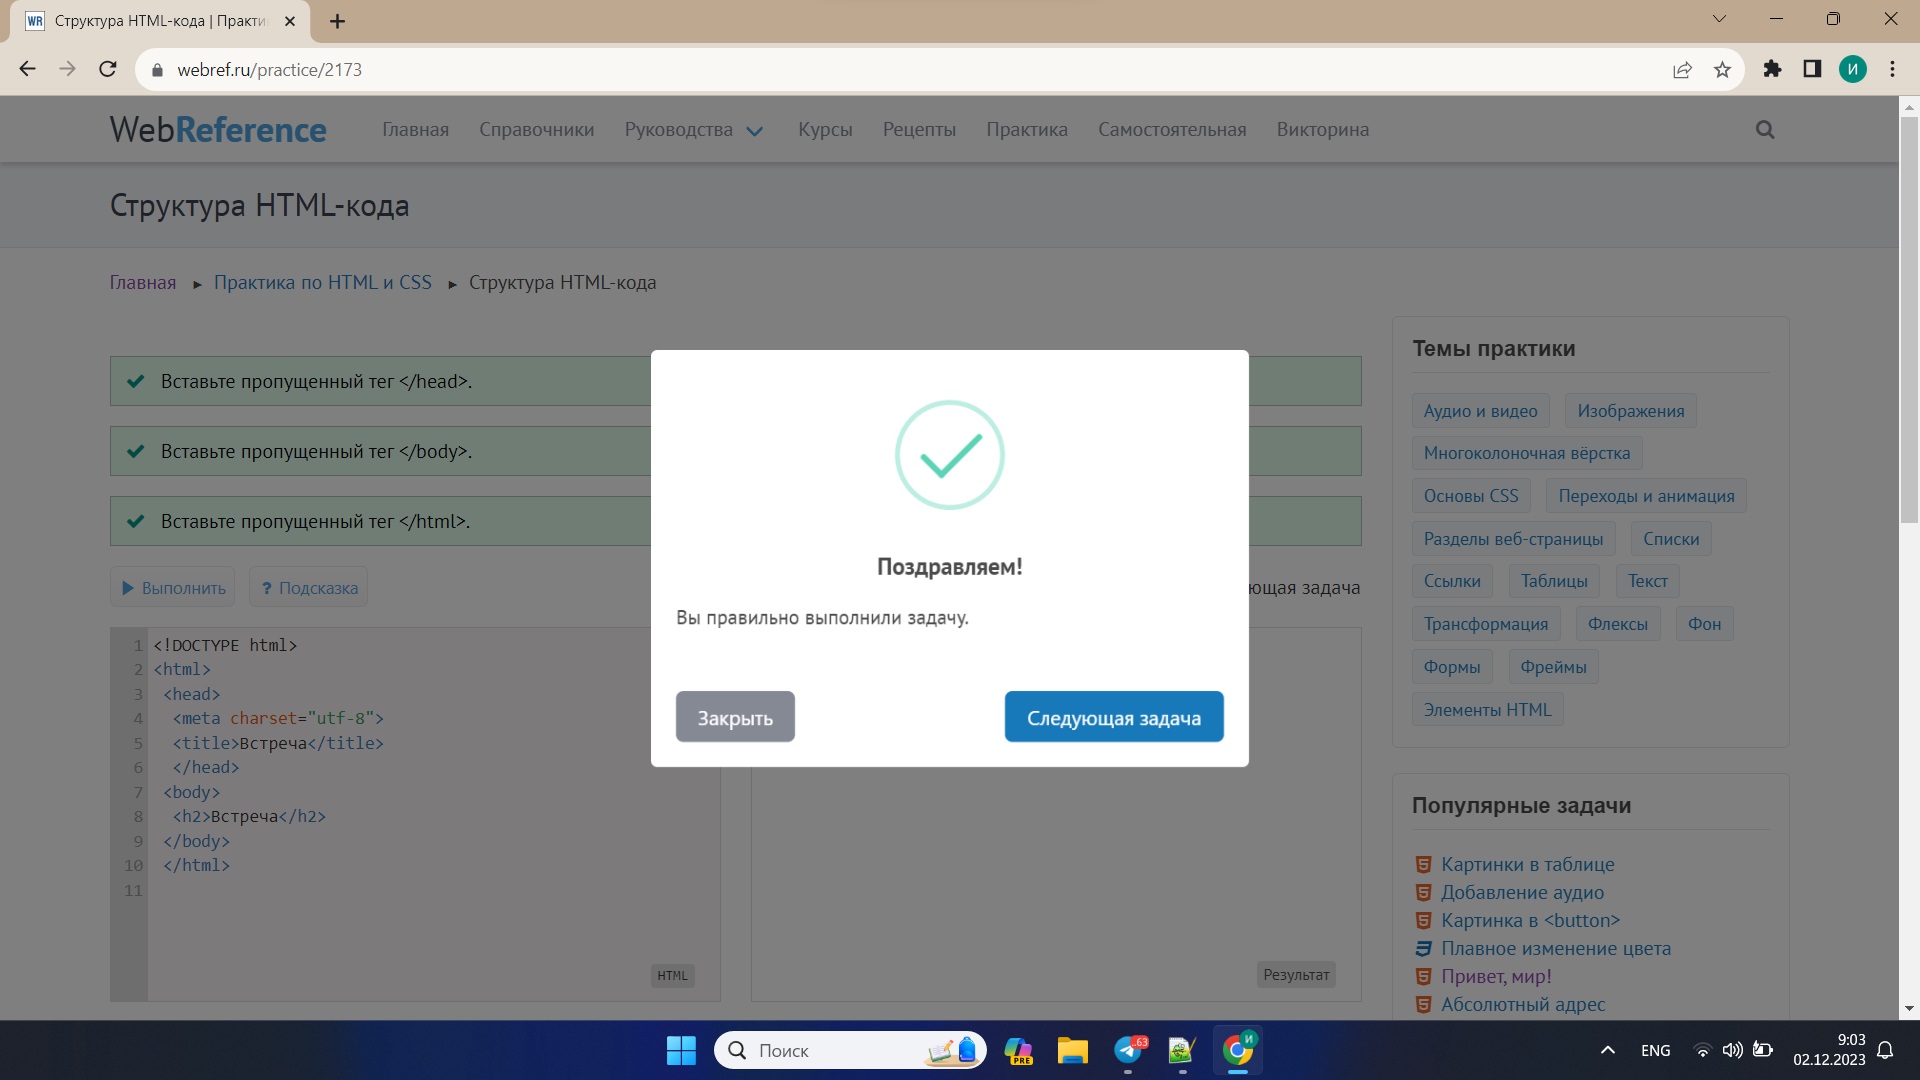 WR Структура HTML-кода | Практи
webref.ru/practice/2173
И
WebReference Главная Справочники Руководства Курсы Рецепты Практика Самостоятельная Викторина
Структура HTML-кода
Главная ▸ Практика по HTML и CSS ▸ Структура HTML-кода
Вставьте пропущенный тег </head>.
Вставьте пропущенный тег </body>.
Вставьте пропущенный тег </html>.
Выполнить ? Подсказка
ющая задача
1 <!DOCTYPE html>
2 <html>
3 <head>
4 <meta charset="utf-8">
5 <title>Встреча</title>
6 </head>
7 <body>
8 <h2>Встреча</h2>
9 </body>
10 </html>
11
HTML
Результат
Поздравляем!
Вы правильно выполнили задачу.
Закрыть Следующая задача
Темы практики
Аудио и видео Изображения
Многоколоночная вёрстка
Основы CSS Переходы и анимация
Разделы веб-страницы Списки
Ссылки Таблицы Текст
Трансформация Флексы Фон
Формы Фреймы
Элементы HTML
Популярные задачи
Картинки в таблице
Добавление аудио
Картинка в <button>
Плавное изменение цвета
Привет, мир!
Абсолютный адрес
Поиск
PRE
.63
И
ENG
9:03
02.12.2023